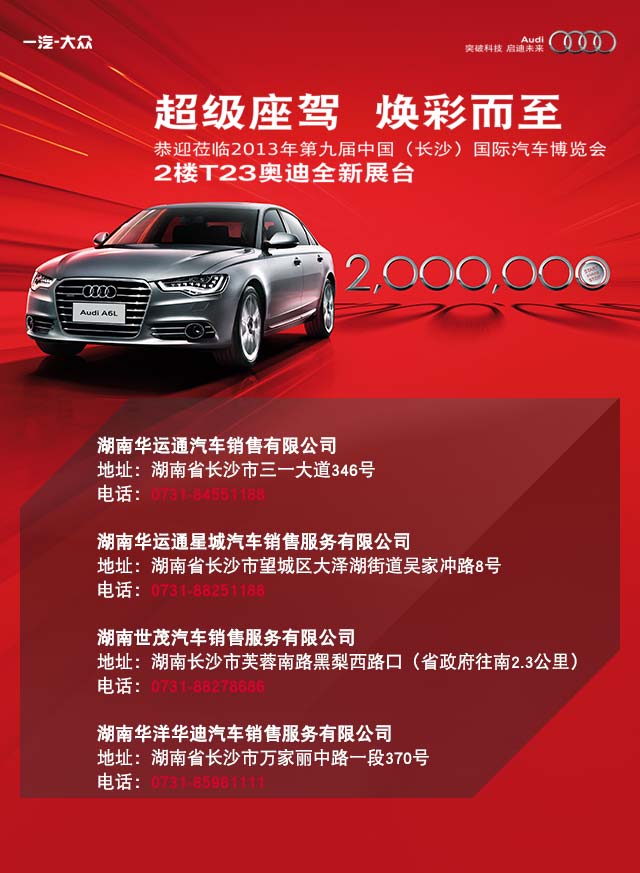 一汽-大众
Audi
突破科技 启迪未来
超级座驾 焕彩而至
恭迎莅临2013年第九届中国（长沙）国际汽车博览会
2楼T23奥迪全新展台
Audi A6L
2,000,000
START
ENGINE
STOP
湖南华运通汽车销售有限公司
地址：湖南省长沙市三一大道346号
电话：0731-84551188
湖南华运通星城汽车销售服务有限公司
地址：湖南省长沙市望城区大泽湖街道吴家冲路8号
电话：0731-88251188
湖南世茂汽车销售服务有限公司
地址：湖南长沙市芙蓉南路黑梨西路口（省政府往南2.3公里）
电话：0731-88278686
湖南华洋华迪汽车销售服务有限公司
地址：湖南省长沙市万家丽中路一段370号
电话：0731-85981111